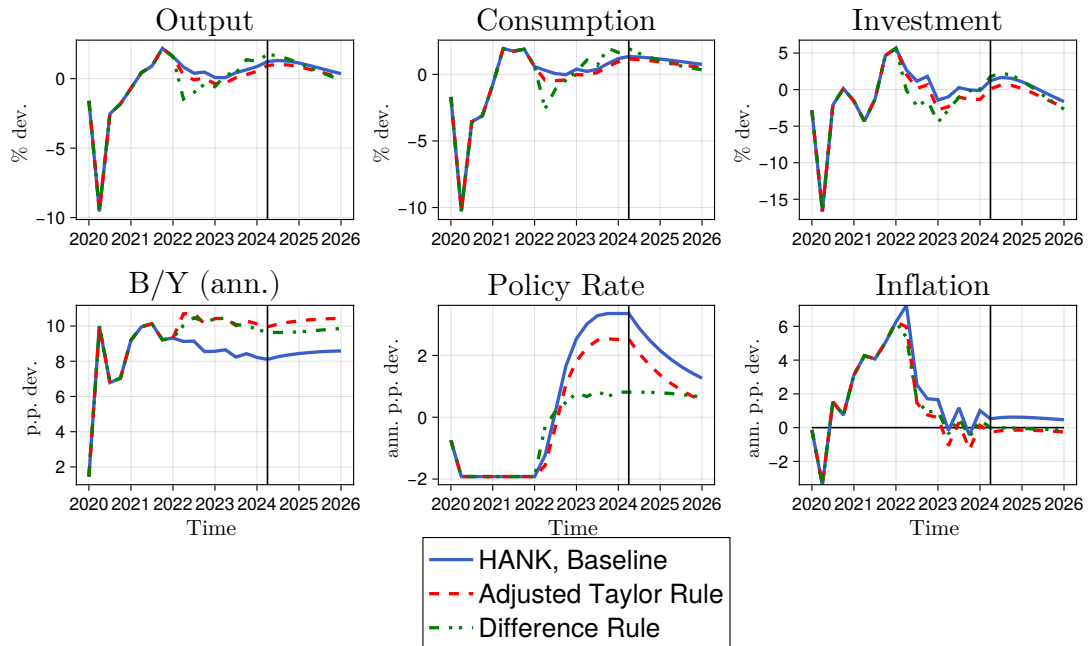 Output
Consumption
Investment
% dev.
0
−5
−10
2020 2021 2022 2023 2024 2025 2026
% dev.
0
−5
−10
2020 2021 2022 2023 2024 2025 2026
% dev.
5
0
−5
−10
−15
2020 2021 2022 2023 2024 2025 2026
B/Y (ann.)
Policy Rate
Inflation
p.p. dev.
10
8
6
4
2
2020 2021 2022 2023 2024 2025 2026
Time
ann. p.p. dev.
2
0
−2
2020 2021 2022 2023 2024 2025 2026
Time
ann. p.p. dev.
6
4
2
0
−2
2020 2021 2022 2023 2024 2025 2026
Time
HANK, Baseline
Adjusted Taylor Rule
Difference Rule